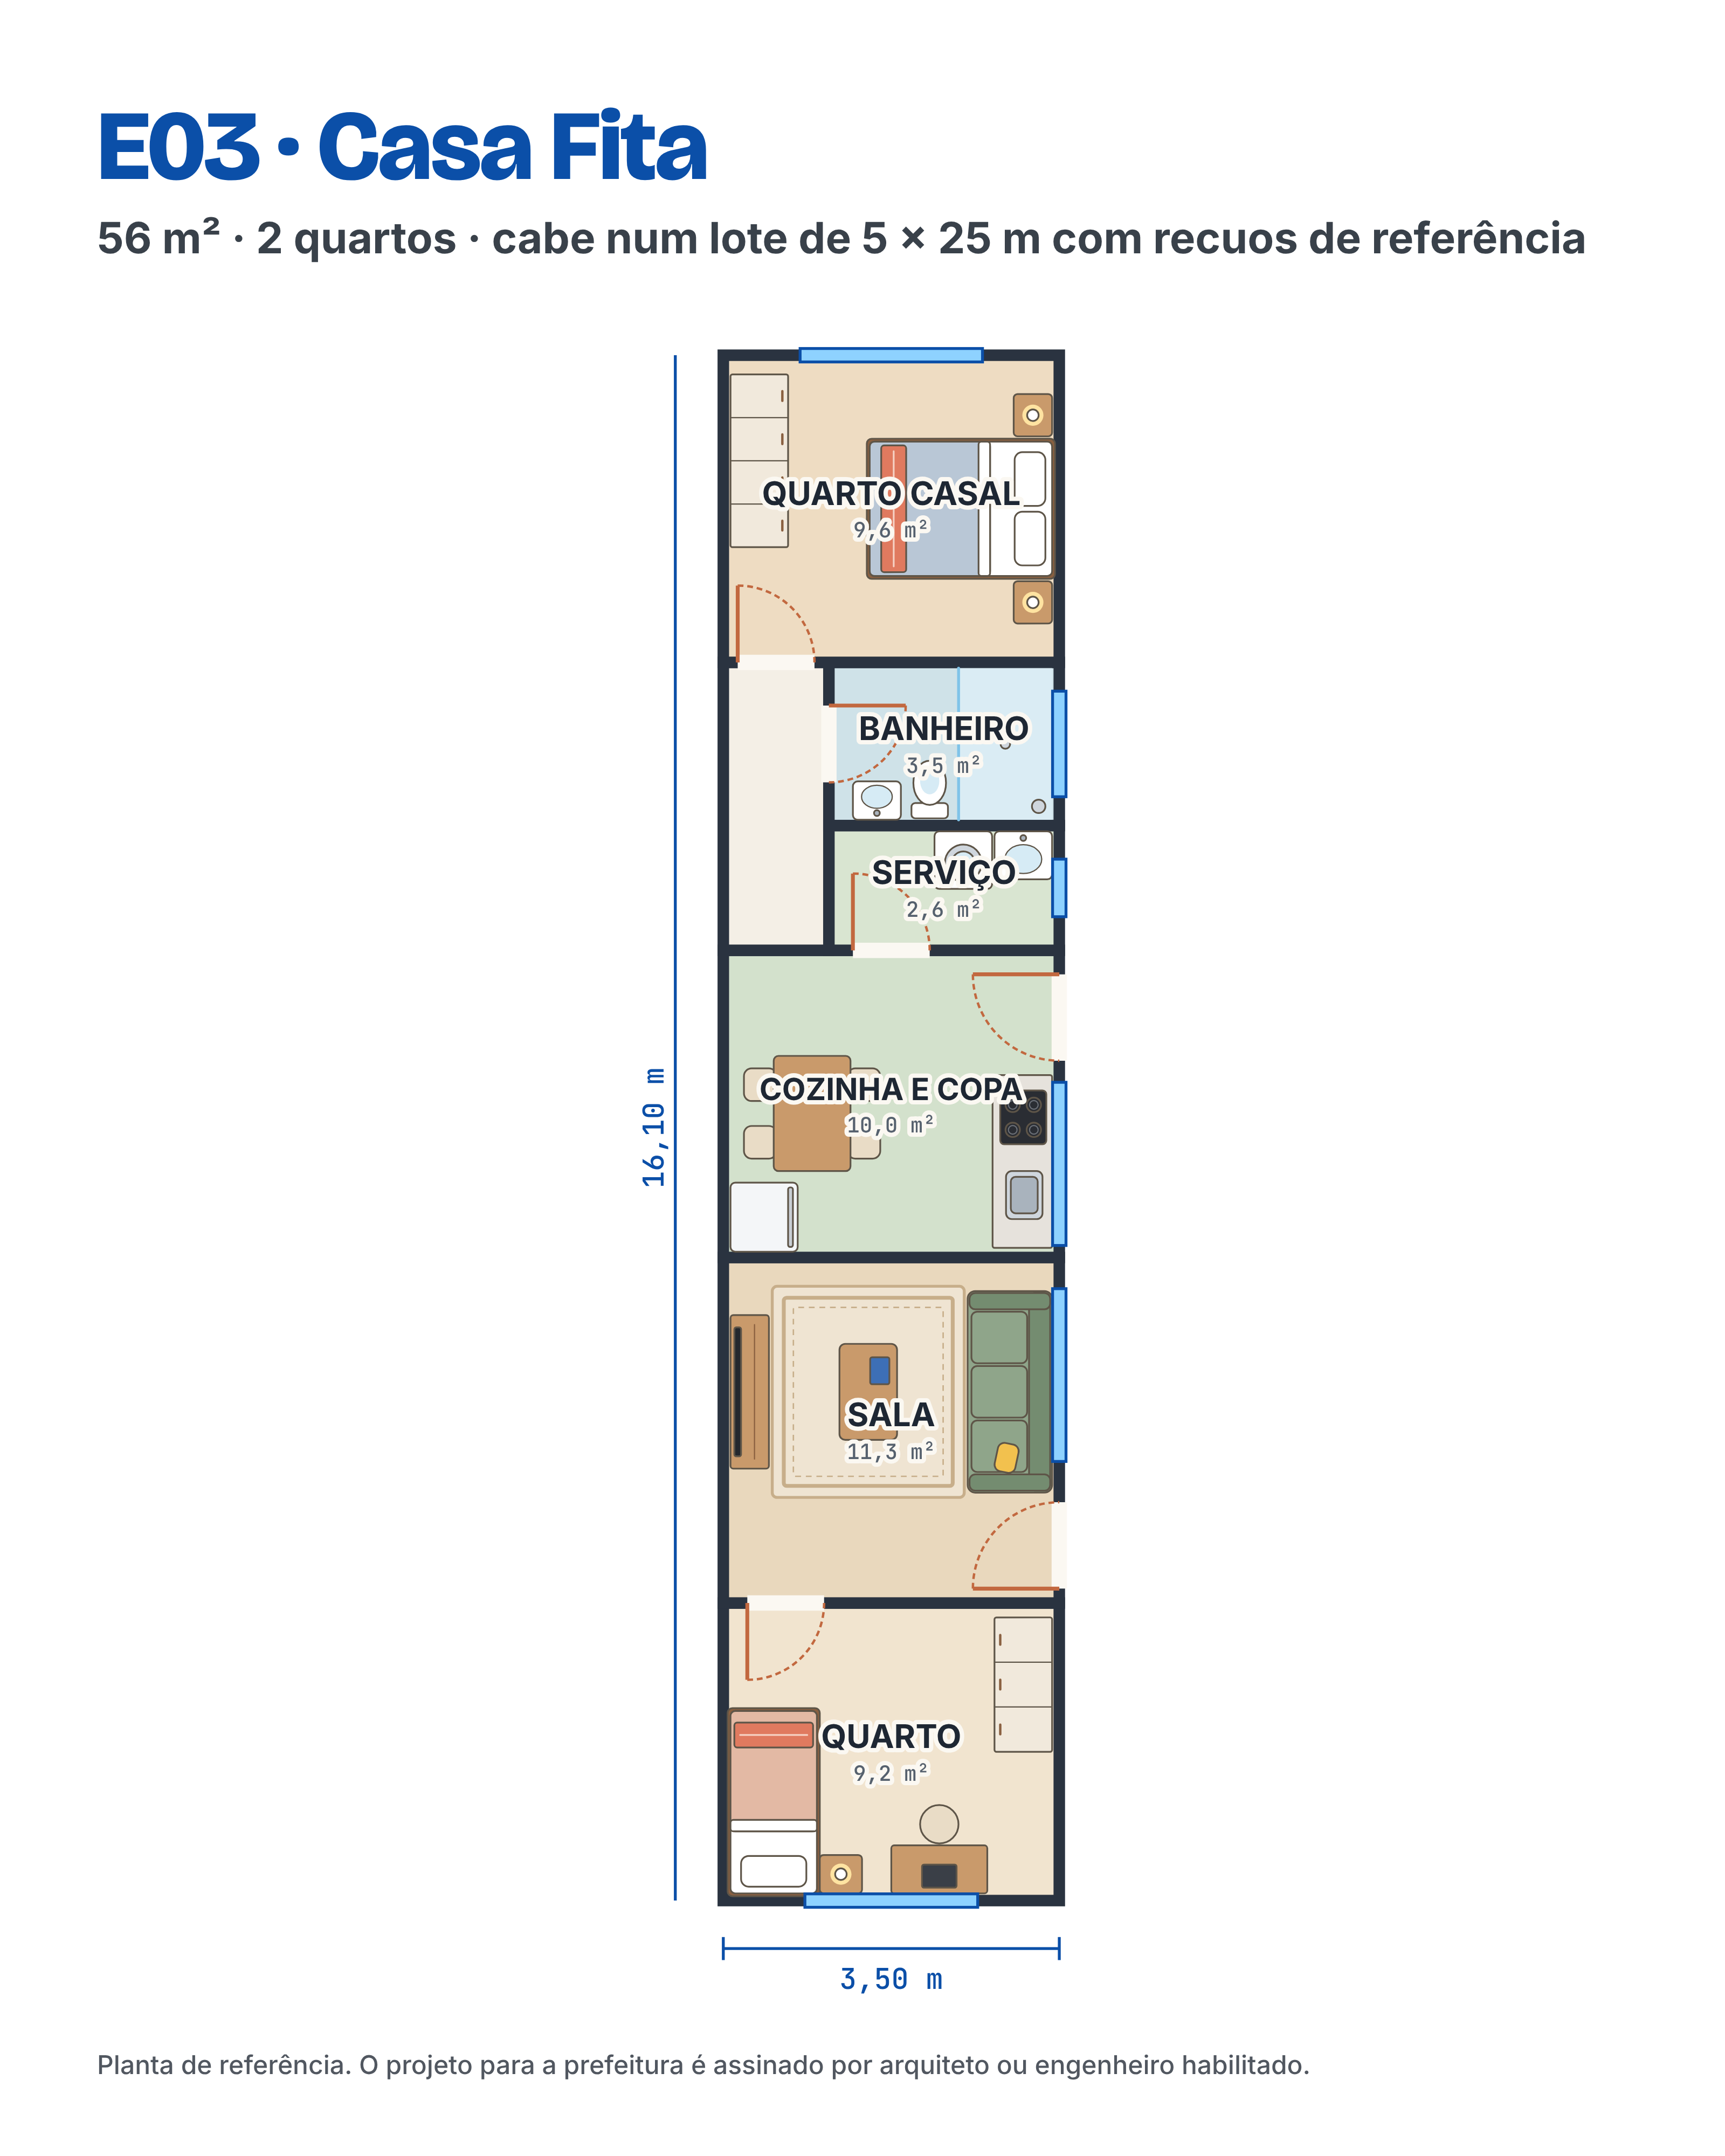 E03 · Casa Fita
56 m² · 2 quartos · cabe num lote de 5 × 25 m com recuos de referência
QUARTO CASAL
9,6 m²
BANHEIRO
3,5 m²
SERVIÇO
2,6 m²
COZINHA E COPA
10,0 m²
16,10 m
SALA
11,3 m²
QUARTO
9,2 m²
3,50 m
Planta de referência. O projeto para a prefeitura é assinado por arquiteto ou engenheiro habilitado.